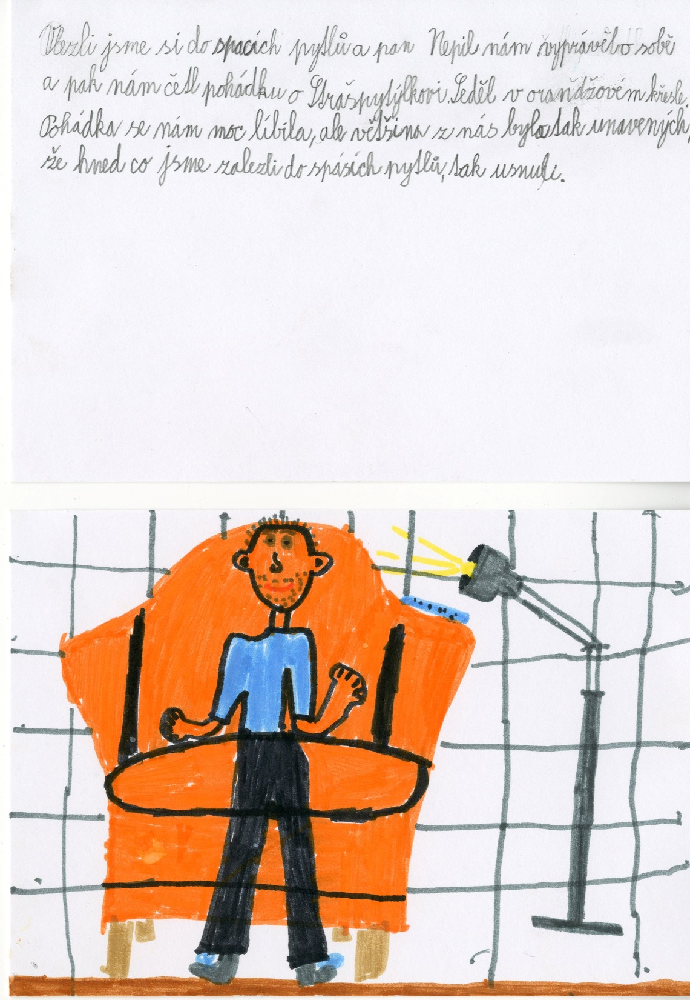 Vlezli jsme si do spacích pytlů a pan Nepil nám vyprávěl o sobě
a pak nám četl pohádku o Strašpytýlkovi. Seděl v orandžovém křesle.
Pohádka se nám moc líbila, ale většina z nás byla tak unavených,
že hned co jsme zalezli do spásích pytlů, tak usnuli.